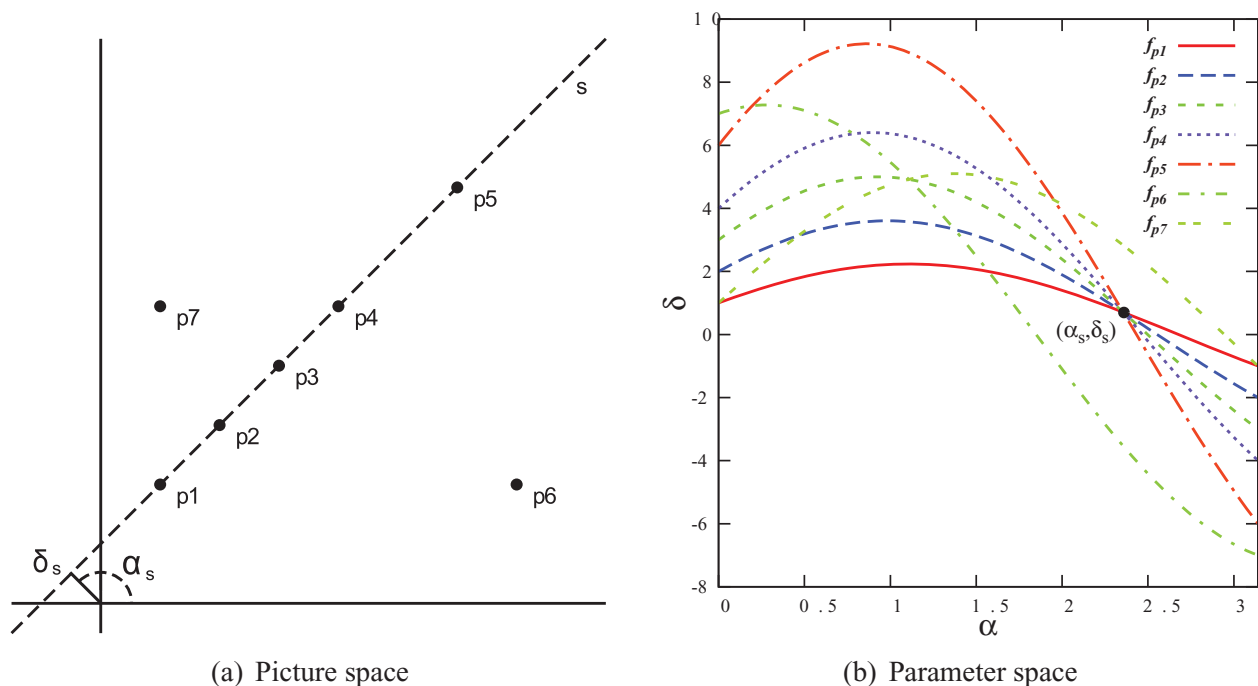 s
p5
p4
p7
p3
p2
p1
p6
δs
αs
(a) Picture space
10
8
6
4
2
0
-2
-4
-6
-8
δ
0
0.5
1
1.5
2
2.5
3
α
fp1
fp2
fp3
fp4
fp5
fp6
fp7
(αs,δs)
(b) Parameter space